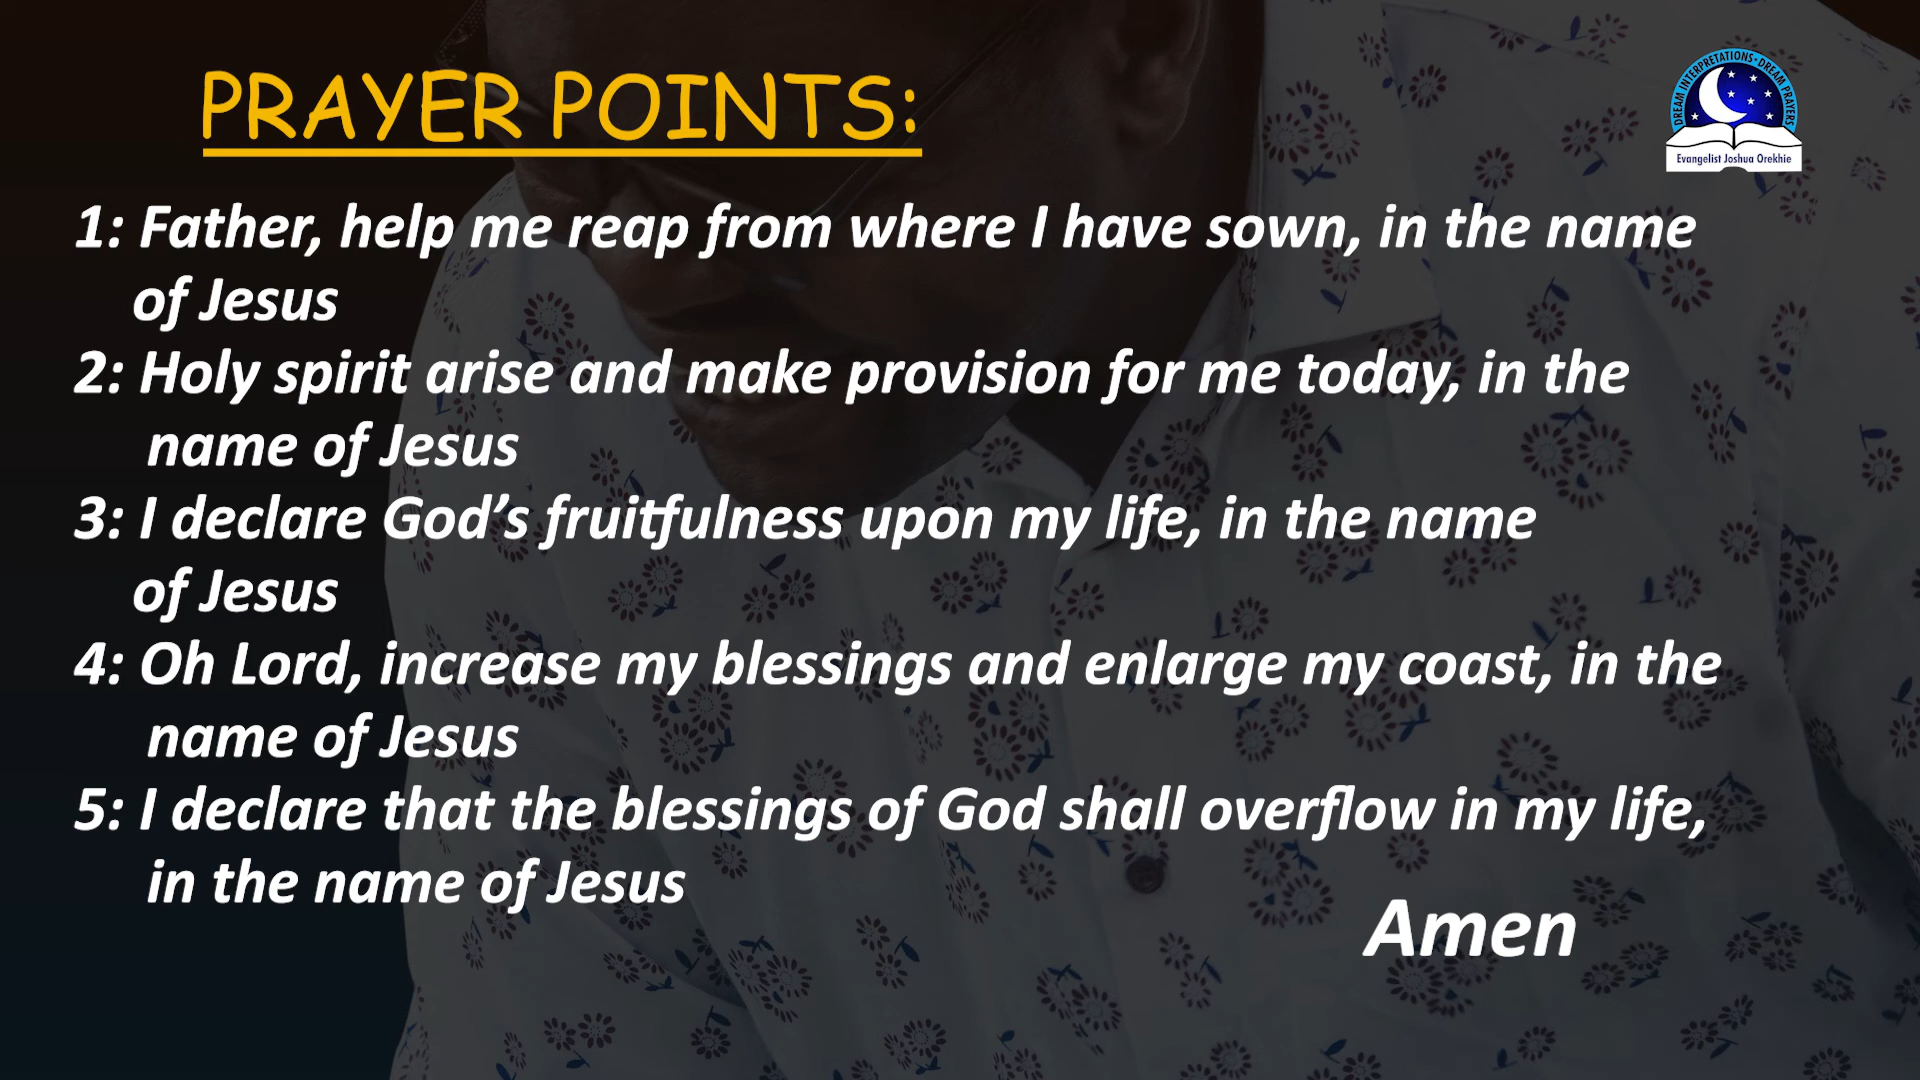 PRAYER POINTS:
DREAM INTERPRETATIONS · DREAM PRAYERS
Evangelist Joshua Orekhie
1: Father, help me reap from where I have sown, in the name
of Jesus
2: Holy spirit arise and make provision for me today, in the
name of Jesus
3: I declare God’s fruitfulness upon my life, in the name
of Jesus
4: Oh Lord, increase my blessings and enlarge my coast, in the
name of Jesus
5: I declare that the blessings of God shall overflow in my life,
in the name of Jesus
Amen